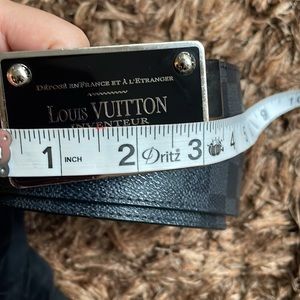 DÉPOSÉ EN FRANCE ET À L'ETRANGER
LOUIS VUITTON
INVENTEUR
1 INCH 2 Dritz 3 4